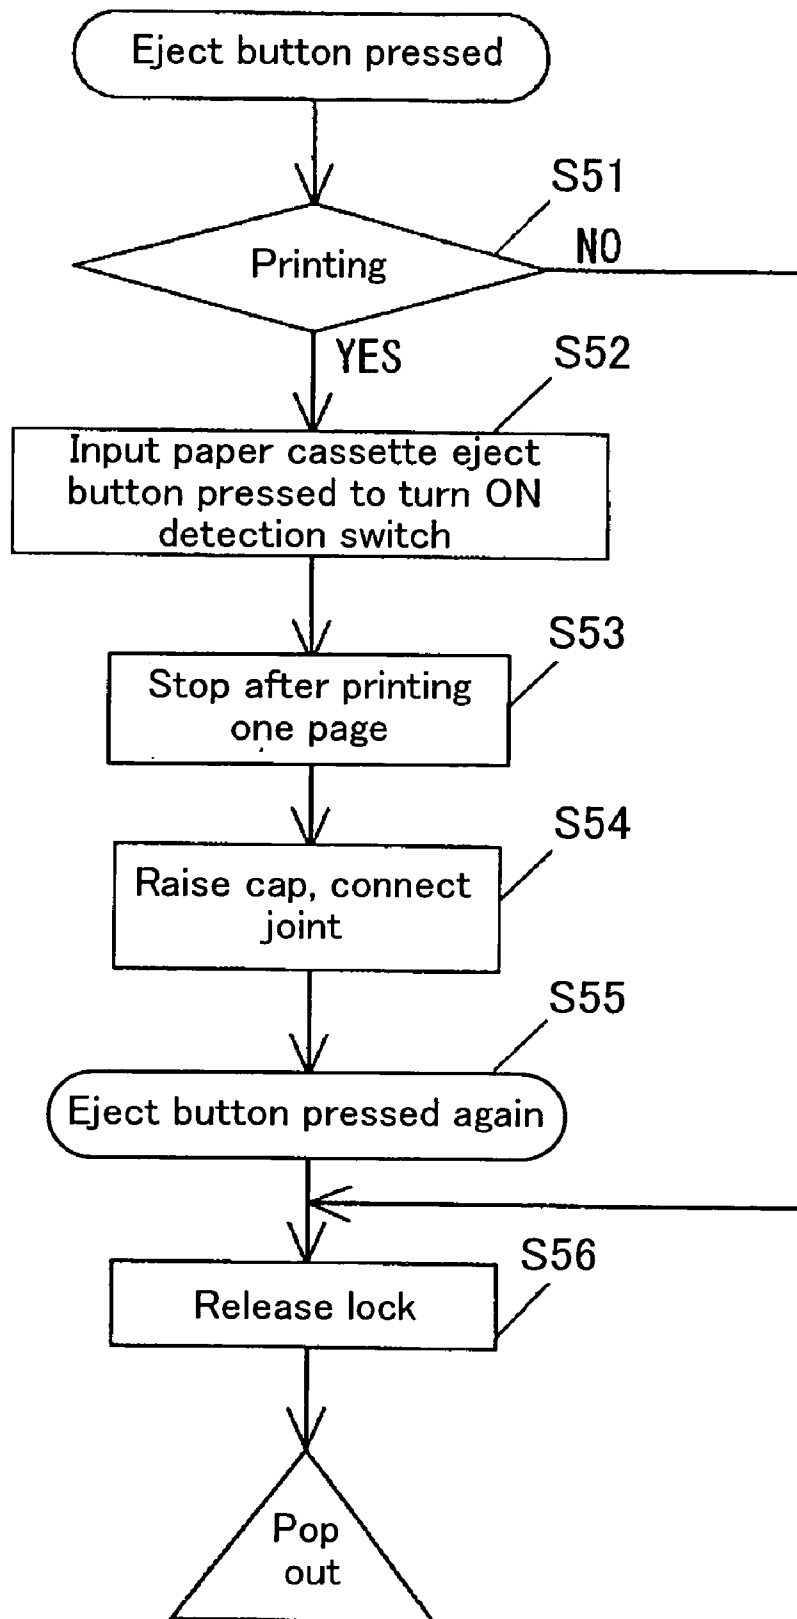 Eject button pressed
S51
Printing
NO
YES
S52
Input paper cassette eject
button pressed to turn ON
detection switch
S53
Stop after printing
one page
S54
Raise cap, connect
joint
S55
Eject button pressed again
S56
Release lock
Pop
out